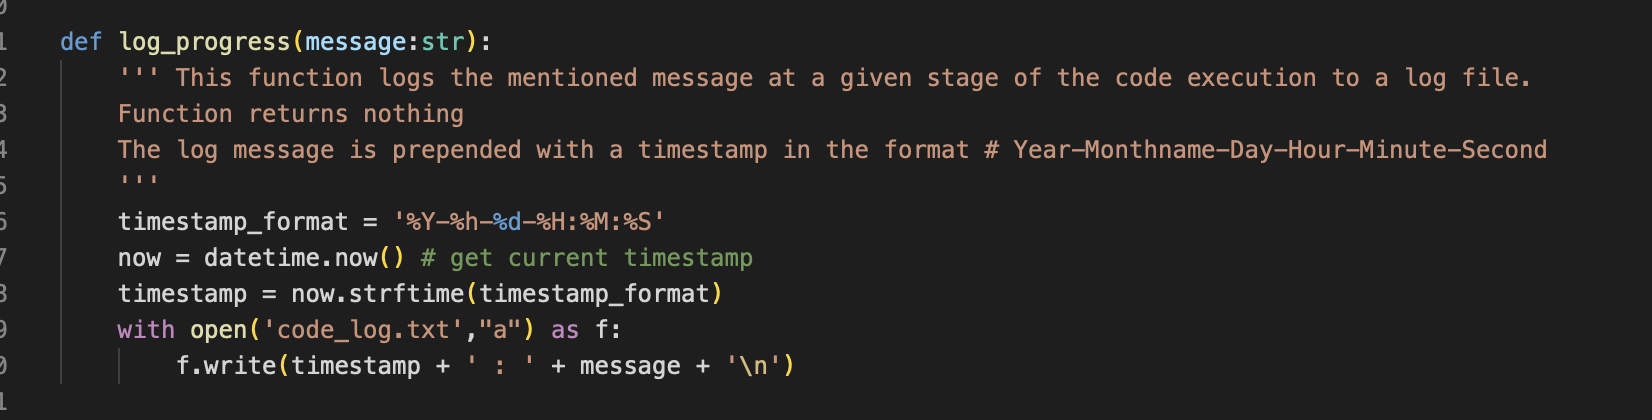 def log_progress(message:str):
''' This function logs the mentioned message at a given stage of the code execution to a log file.
Function returns nothing
The log message is prepended with a timestamp in the format # Year-Monthname-Day-Hour-Minute-Second
'''
timestamp_format = '%Y-%h-%d-%H:%M:%S'
now = datetime.now() # get current timestamp
timestamp = now.strftime(timestamp_format)
with open('code_log.txt',"a") as f:
f.write(timestamp + ' : ' + message + '\n')